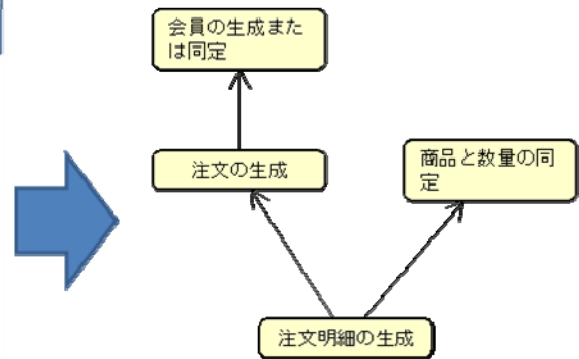 会員の生成また
は同定
注文の生成
商品と数量の同
定
注文明細の生成